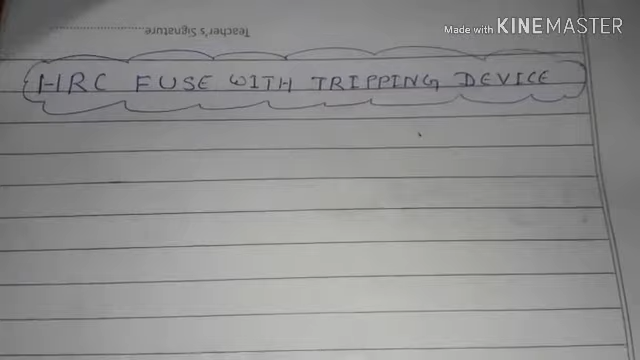 Made with KINEMASTER
Teacher's Signature
HRC FUSE WITH TRIPPING DEVICE